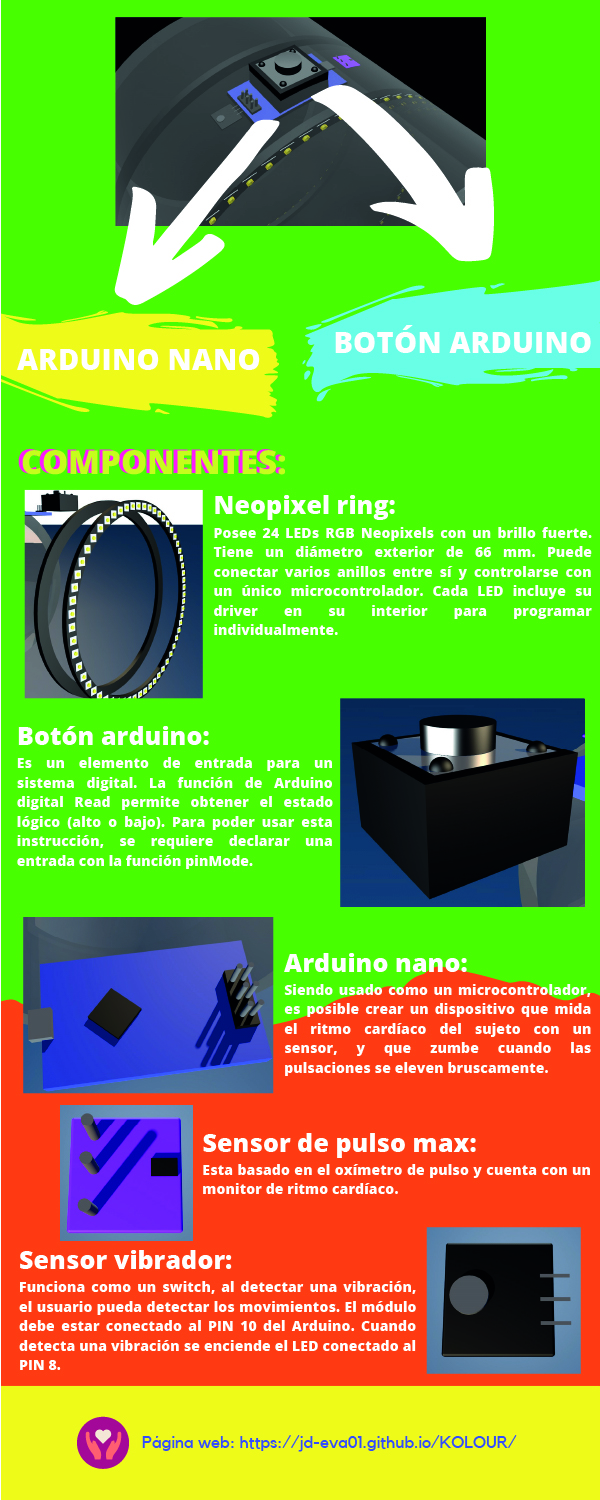 ARDUINO NANO
BOTÓN ARDUINO
COMPONENTES:
Neopixel ring:
Posee 24 LEDs RGB Neopixels con un brillo fuerte.
Tiene un diámetro exterior de 66 mm. Puede
conectar varios anillos entre sí y controlarse con
un único microcontrolador. Cada LED incluye su
driver en su interior para programar
individualmente.
Botón arduino:
Es un elemento de entrada para un
sistema digital. La función de Arduino
digital Read permite obtener el estado
lógico (alto o bajo). Para poder usar esta
instrucción, se requiere declarar una
entrada con la función pinMode.
Arduino nano:
Siendo usado como un microcontrolador,
es posible crear un dispositivo que mida
el ritmo cardíaco del sujeto con un
sensor, y que zumbe cuando las
pulsaciones se eleven bruscamente.
Sensor de pulso max:
Esta basado en el oxímetro de pulso y cuenta con un
monitor de ritmo cardíaco.
Sensor vibrador:
Funciona como un switch, al detectar una vibración,
el usuario pueda detectar los movimientos. El módulo
debe estar conectado al PIN 10 del Arduino. Cuando
detecta una vibración se enciende el LED conectado al
PIN 8.
Página web: https://jd-eva01.github.io/KOLOUR/